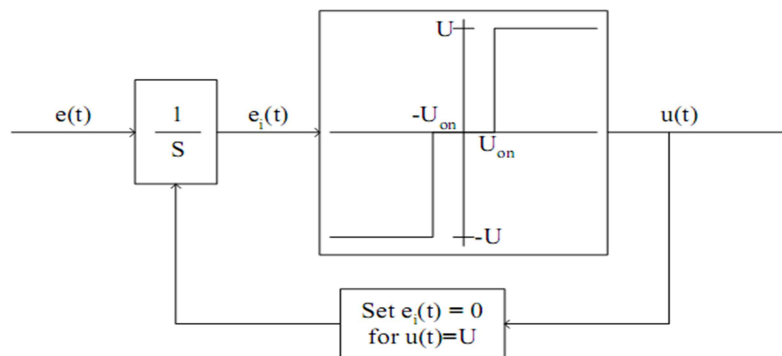 U
e(t)
1
S
e_i(t)
-U_on
U_on
u(t)
-U
Set e_i(t) = 0
for u(t)=U